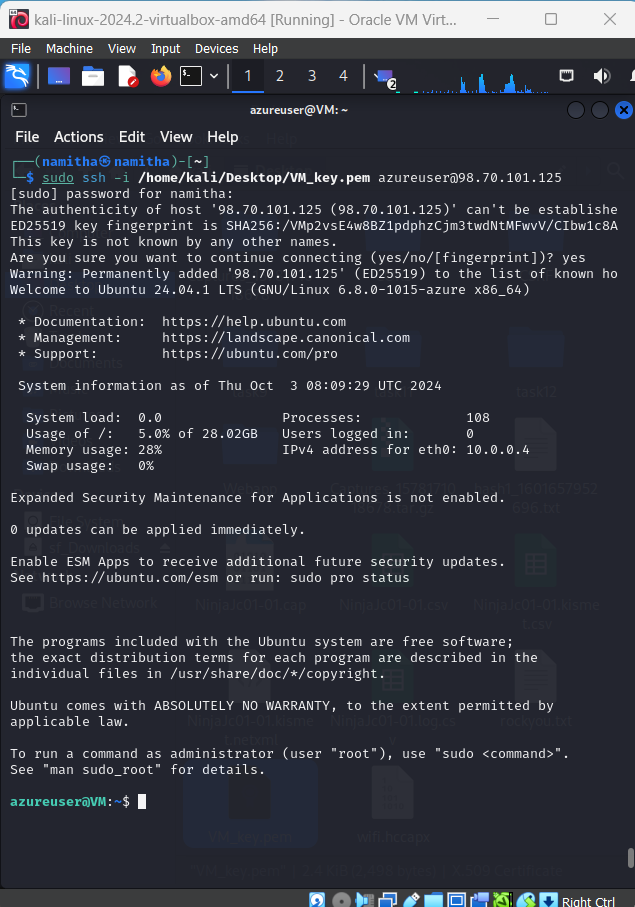 kali-linux-2024.2-virtualbox-amd64 [Running] - Oracle VM Virt...
File Machine View Input Devices Help
1 2 3 4 2
azureuser@VM: ~
File Actions Edit View Help
┌──(namitha㉿namitha)-[~]
└─$ sudo ssh -i /home/kali/Desktop/VM_key.pem azureuser@98.70.101.125
[sudo] password for namitha:
The authenticity of host '98.70.101.125 (98.70.101.125)' can't be establishe
ED25519 key fingerprint is SHA256:/VMp2vsE4w8BZ1pdphzCjm3twdNtMFwvV/CIbw1c8A
This key is not known by any other names.
Are you sure you want to continue connecting (yes/no/[fingerprint])? yes
Warning: Permanently added '98.70.101.125' (ED25519) to the list of known ho
Welcome to Ubuntu 24.04.1 LTS (GNU/Linux 6.8.0-1015-azure x86_64)
* Documentation: https://help.ubuntu.com
* Management: https://landscape.canonical.com
* Support: https://ubuntu.com/pro
System information as of Thu Oct 3 08:09:29 UTC 2024
System load: 0.0 Processes: 108
Usage of /: 5.0% of 28.02GB Users logged in: 0
Memory usage: 28% IPv4 address for eth0: 10.0.0.4
Swap usage: 0%
Expanded Security Maintenance for Applications is not enabled.
0 updates can be applied immediately.
Enable ESM Apps to receive additional future security updates.
See https://ubuntu.com/esm or run: sudo pro status
Browse Network
The programs included with the Ubuntu system are free software;
the exact distribution terms for each program are described in the
individual files in /usr/share/doc/*/copyright.
Ubuntu comes with ABSOLUTELY NO WARRANTY, to the extent permitted by
applicable law.
rockyou.txt
To run a command as administrator (user "root"), use "sudo <command>".
See "man sudo_root" for details.
azureuser@VM:~$
VM_key.pem
wifi.hccapx
Right Ctrl